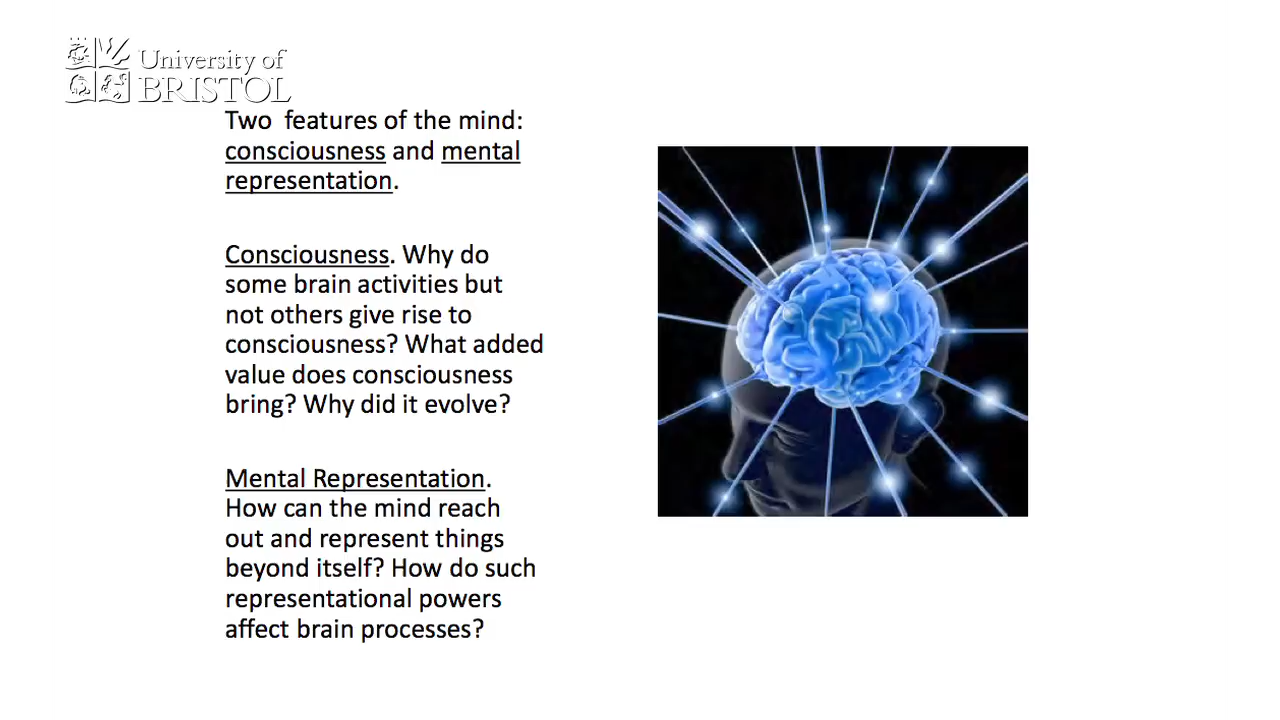 University of
BRISTOL
Two  features of the mind:
consciousness and mental
representation.
Consciousness. Why do
some brain activities but
not others give rise to
consciousness? What added
value does consciousness
bring? Why did it evolve?
Mental Representation.
How can the mind reach
out and represent things
beyond itself? How do such
representational powers
affect brain processes?